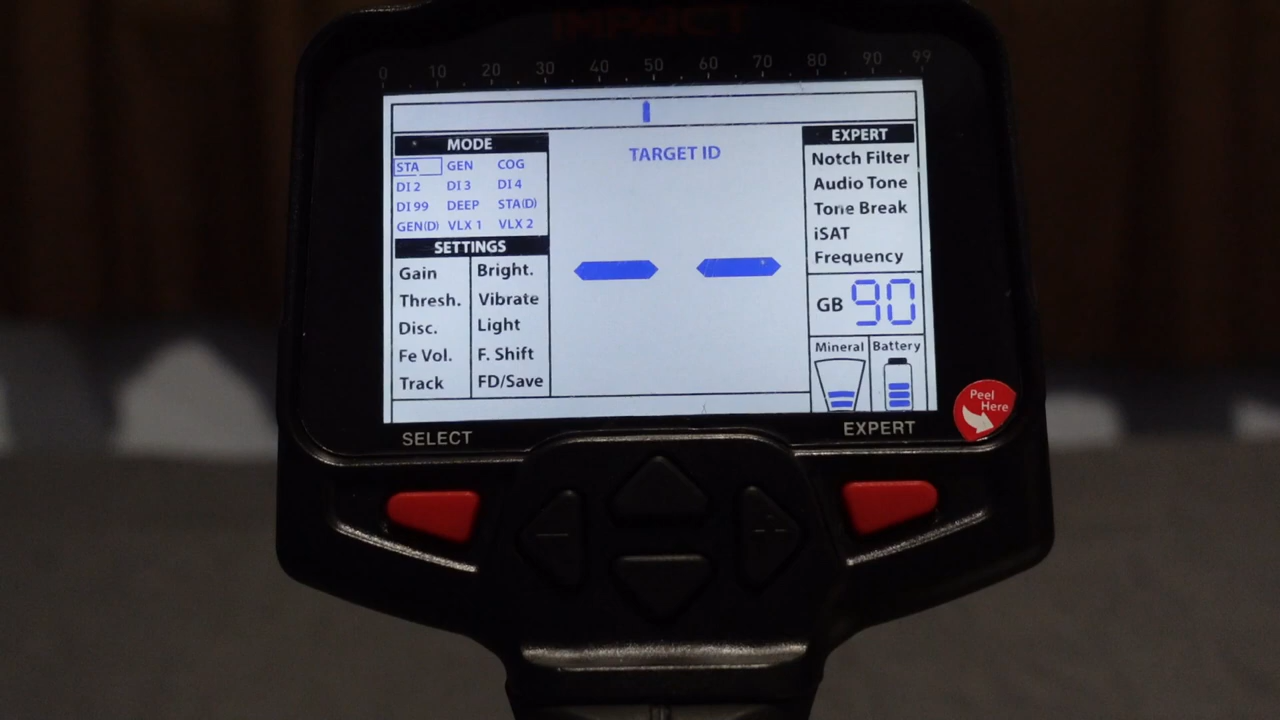 IMPACT
0 10 20 30 40 50 60 70 80 90 99
MODE
STA GEN COG
DI 2 DI 3 DI 4
DI 99 DEEP STA(D)
GEN(D) VLX 1 VLX 2
SETTINGS
Gain Bright.
Thresh. Vibrate
Disc. Light
Fe Vol. F. Shift
Track FD/Save
TARGET ID
EXPERT
Notch Filter
Audio Tone
Tone Break
iSAT
Frequency
GB 90
Mineral Battery
Peel
Here
SELECT EXPERT